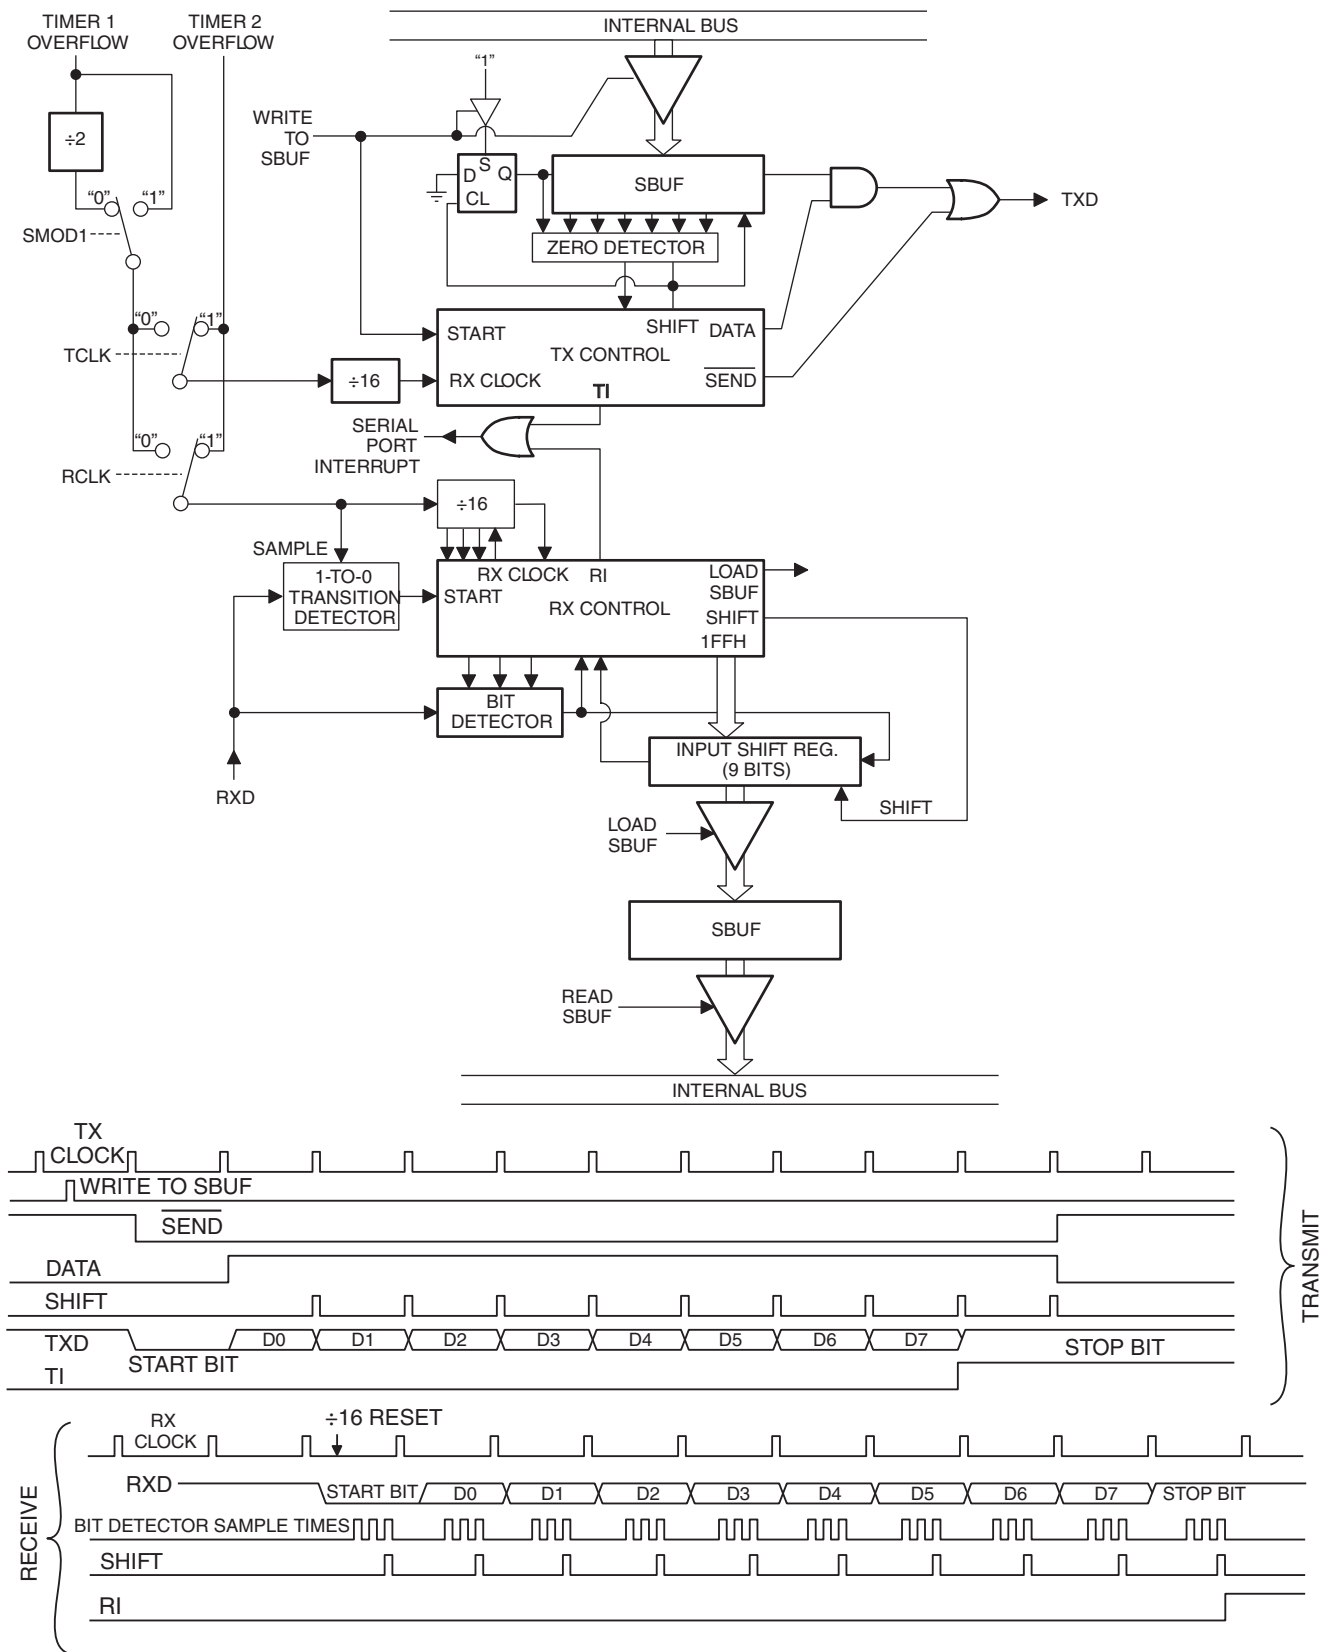 TIMER 1
OVERFLOW
TIMER 2
OVERFLOW
INTERNAL BUS
“1”
WRITE
TO
SBUF
÷2
“0”
“1”
SMOD1
D
S
Q
CL
SBUF
ZERO DETECTOR
TXD
“0”
“1”
TCLK
START
SHIFT
DATA
TX CONTROL
÷16
RX CLOCK
SEND
TI
“0”
“1”
RCLK
SERIAL
PORT
INTERRUPT
÷16
SAMPLE
1-TO-0
TRANSITION
DETECTOR
RX CLOCK
RI
LOAD
SBUF
START
RX CONTROL
SHIFT
1FFH
BIT
DETECTOR
RXD
INPUT SHIFT REG.
(9 BITS)
SHIFT
LOAD
SBUF
SBUF
READ
SBUF
INTERNAL BUS
TX
CLOCK
WRITE TO SBUF
SEND
DATA
SHIFT
TXD
START BIT
D0
D1
D2
D3
D4
D5
D6
D7
STOP BIT
TI
TRANSMIT
RX
CLOCK
÷16 RESET
RXD
START BIT
D0
D1
D2
D3
D4
D5
D6
D7
STOP BIT
BIT DETECTOR SAMPLE TIMES
SHIFT
RI
RECEIVE